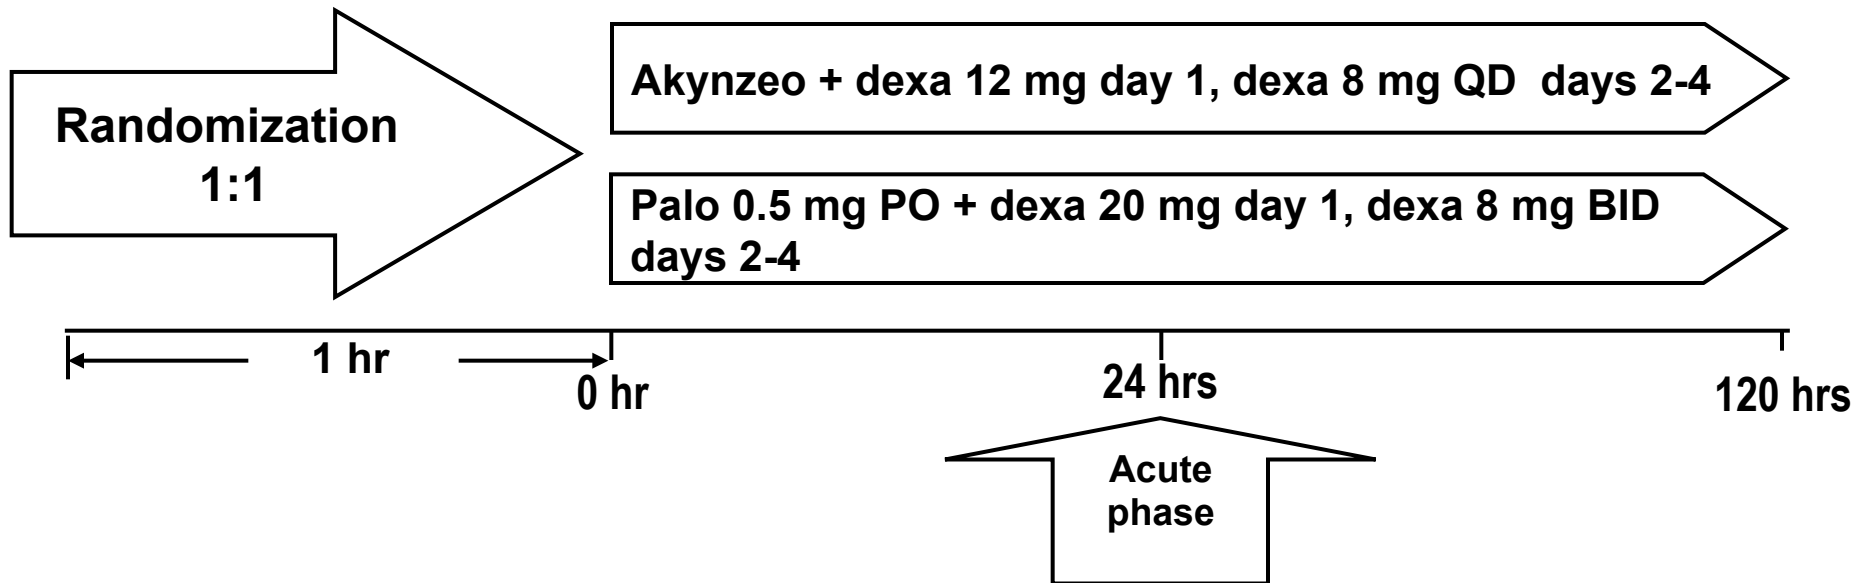 Randomization
1:1
Akynzeo + dexa 12 mg day 1, dexa 8 mg QD  days 2-4
Palo 0.5 mg PO + dexa 20 mg day 1, dexa 8 mg BID
days 2-4
1 hr
0 hr
24 hrs
120 hrs
Acute
phase